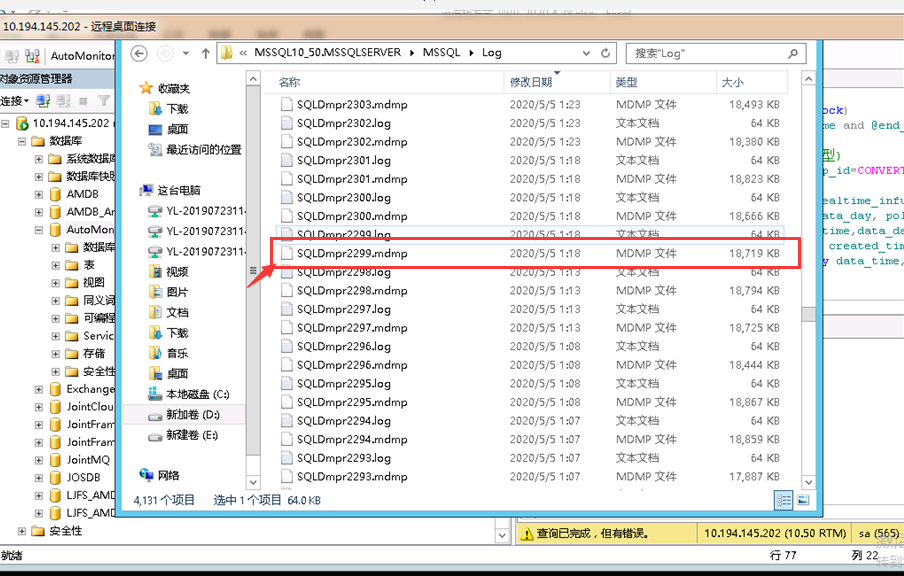 10.194.145.202 - 远程桌面连接
AutoMonitor
MSSQL10_50.MSSQLSERVER
MSSQL
Log
搜索"Log"
对象资源管理器
连接
10.194.145.202
数据库
系统数据库
数据库快照
AMDB
AMDB_Ar
AutoMon
数据库
表
视图
同义词
可编程
Servic
存储
安全性
Exchange
JointClou
JointFram
JointFram
JointMQ
JOSDB
LJFS_AMD
LJFS_AMD
安全性
收藏夹
下载
桌面
最近访问的位置
这台电脑
YL-2019072311
YL-2019072311
YL-2019072311
视频
图片
文档
下载
音乐
桌面
本地磁盘 (C:)
新加卷 (D:)
新建卷 (E:)
网络
名称 修改日期 类型 大小
SQLDmpr2303.mdmp 2020/5/5 1:23 MDMP 文件 18,493 KB
SQLDmpr2302.log 2020/5/5 1:23 文本文档 64 KB
SQLDmpr2302.mdmp 2020/5/5 1:23 MDMP 文件 18,380 KB
SQLDmpr2301.log 2020/5/5 1:18 文本文档 64 KB
SQLDmpr2301.mdmp 2020/5/5 1:18 MDMP 文件 18,823 KB
SQLDmpr2300.log 2020/5/5 1:18 文本文档 64 KB
SQLDmpr2300.mdmp 2020/5/5 1:18 MDMP 文件 18,666 KB
SQLDmpr2299.log 2020/5/5 1:18 文本文档 64 KB
SQLDmpr2299.mdmp 2020/5/5 1:18 MDMP 文件 18,719 KB
SQLDmpr2298.log 2020/5/5 1:13 文本文档 64 KB
SQLDmpr2298.mdmp 2020/5/5 1:13 MDMP 文件 18,794 KB
SQLDmpr2297.log 2020/5/5 1:13 文本文档 64 KB
SQLDmpr2297.mdmp 2020/5/5 1:13 MDMP 文件 18,725 KB
SQLDmpr2296.log 2020/5/5 1:08 文本文档 64 KB
SQLDmpr2296.mdmp 2020/5/5 1:08 MDMP 文件 18,444 KB
SQLDmpr2295.log 2020/5/5 1:08 文本文档 64 KB
SQLDmpr2295.mdmp 2020/5/5 1:08 MDMP 文件 18,867 KB
SQLDmpr2294.log 2020/5/5 1:07 文本文档 64 KB
SQLDmpr2294.mdmp 2020/5/5 1:07 MDMP 文件 18,859 KB
SQLDmpr2293.log 2020/5/5 1:07 文本文档 64 KB
SQLDmpr2293.mdmp 2020/5/5 1:07 MDMP 文件 17,887 KB
4,131 个项目 选中 1 个项目 64.0 KB
ock)
me and @end_
型)
p_id=CONVERT
ealtime_infu
ata_day, pol
time,data_da
created_tim
y data_time,
查询已完成，但有错误。
10.194.145.202 (10.50 RTM)
sa (565)
就绪
行 77
列 22